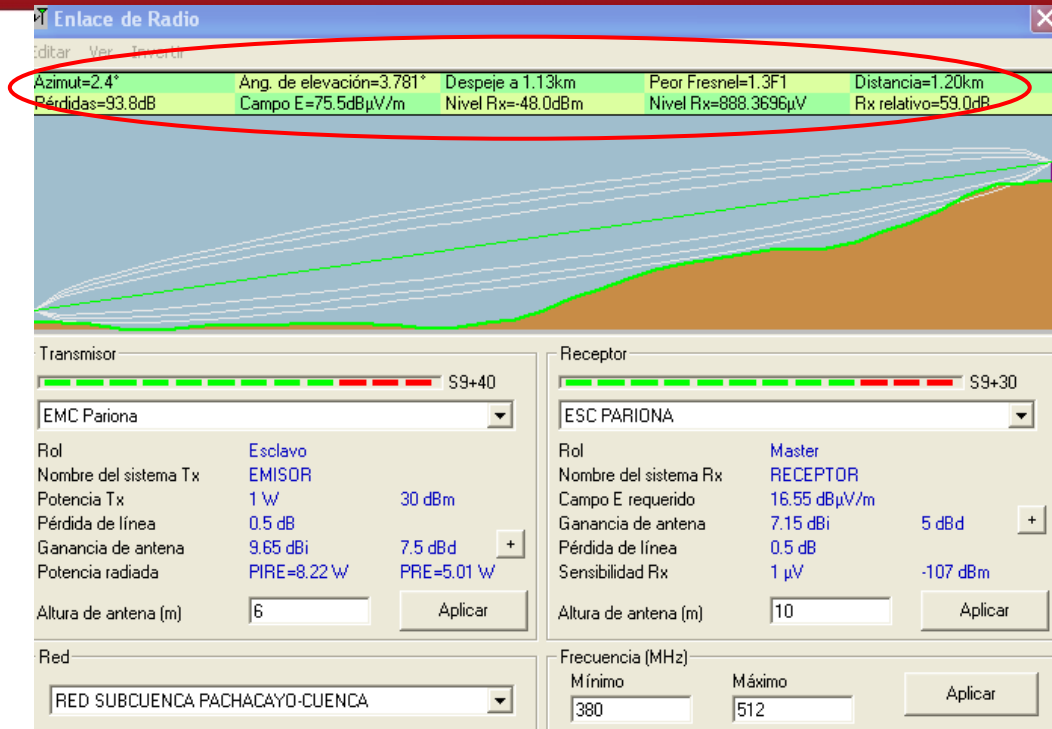 Enlace de Radio
Editar Ver Invertir
Azimut=2.4° Ang. de elevación=3.781° Despeje a 1.13km Peor Fresnel=1.3F1 Distancia=1.20km
Pérdidas=93.8dB Campo E=75.5dBµV/m Nivel Rx=-48.0dBm Nivel Rx=888.3696µV Rx relativo=59.0dB
Transmisor
S9+40
EMC Pariona
Rol Esclavo
Nombre del sistema Tx EMISOR
Potencia Tx 1 W 30 dBm
Pérdida de línea 0.5 dB
Ganancia de antena 9.65 dBi 7.5 dBd +
Potencia radiada PIRE=8.22 W PRE=5.01 W
Altura de antena (m) 6 Aplicar
Receptor
S9+30
ESC PARIONA
Rol Master
Nombre del sistema Rx RECEPTOR
Campo E requerido 16.55 dBµV/m
Ganancia de antena 7.15 dBi 5 dBd +
Pérdida de línea 0.5 dB
Sensibilidad Rx 1 µV -107 dBm
Altura de antena (m) 10 Aplicar
Red
RED SUBCUENCA PACHACAYO-CUENCA
Frecuencia (MHz)
Mínimo Máximo
380 512 Aplicar